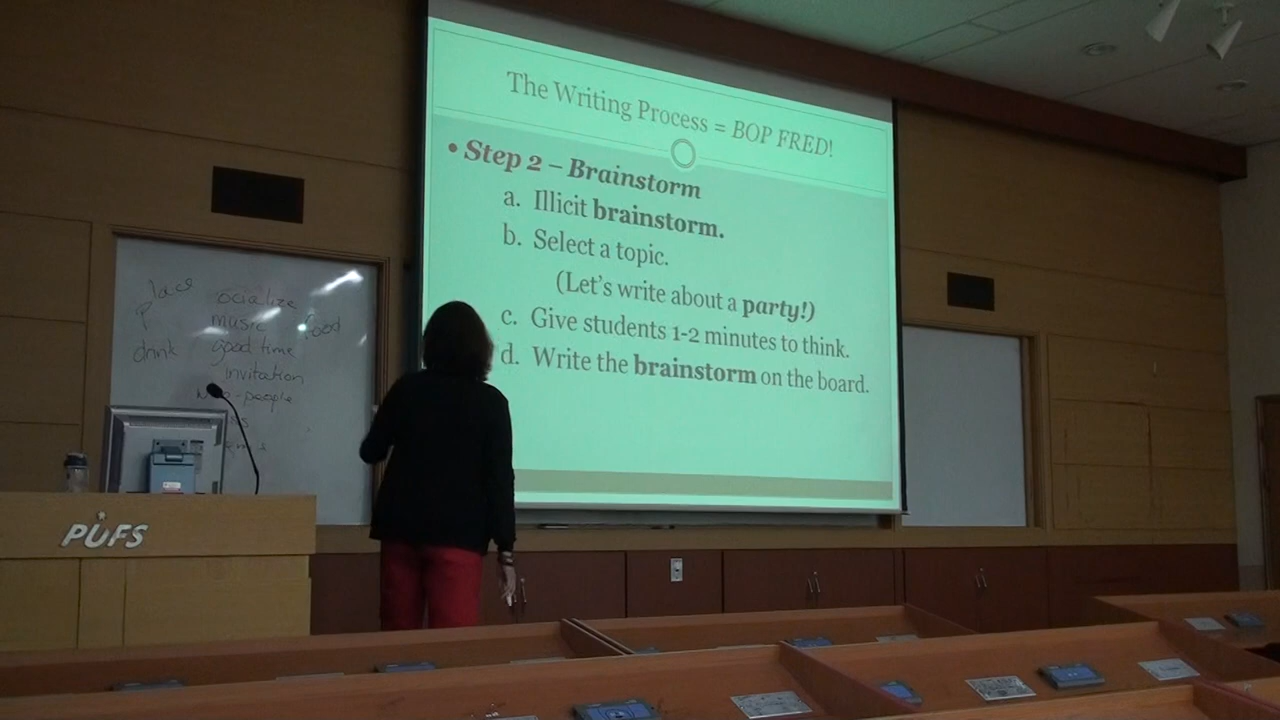 The Writing Process = BOP FRED!
• Step 2 – Brainstorm
a. Illicit brainstorm.
b. Select a topic.
(Let's write about a party!)
c. Give students 1-2 minutes to think.
d. Write the brainstorm on the board.
place ocialize
music food
drink good time
invitation
people
PUFS